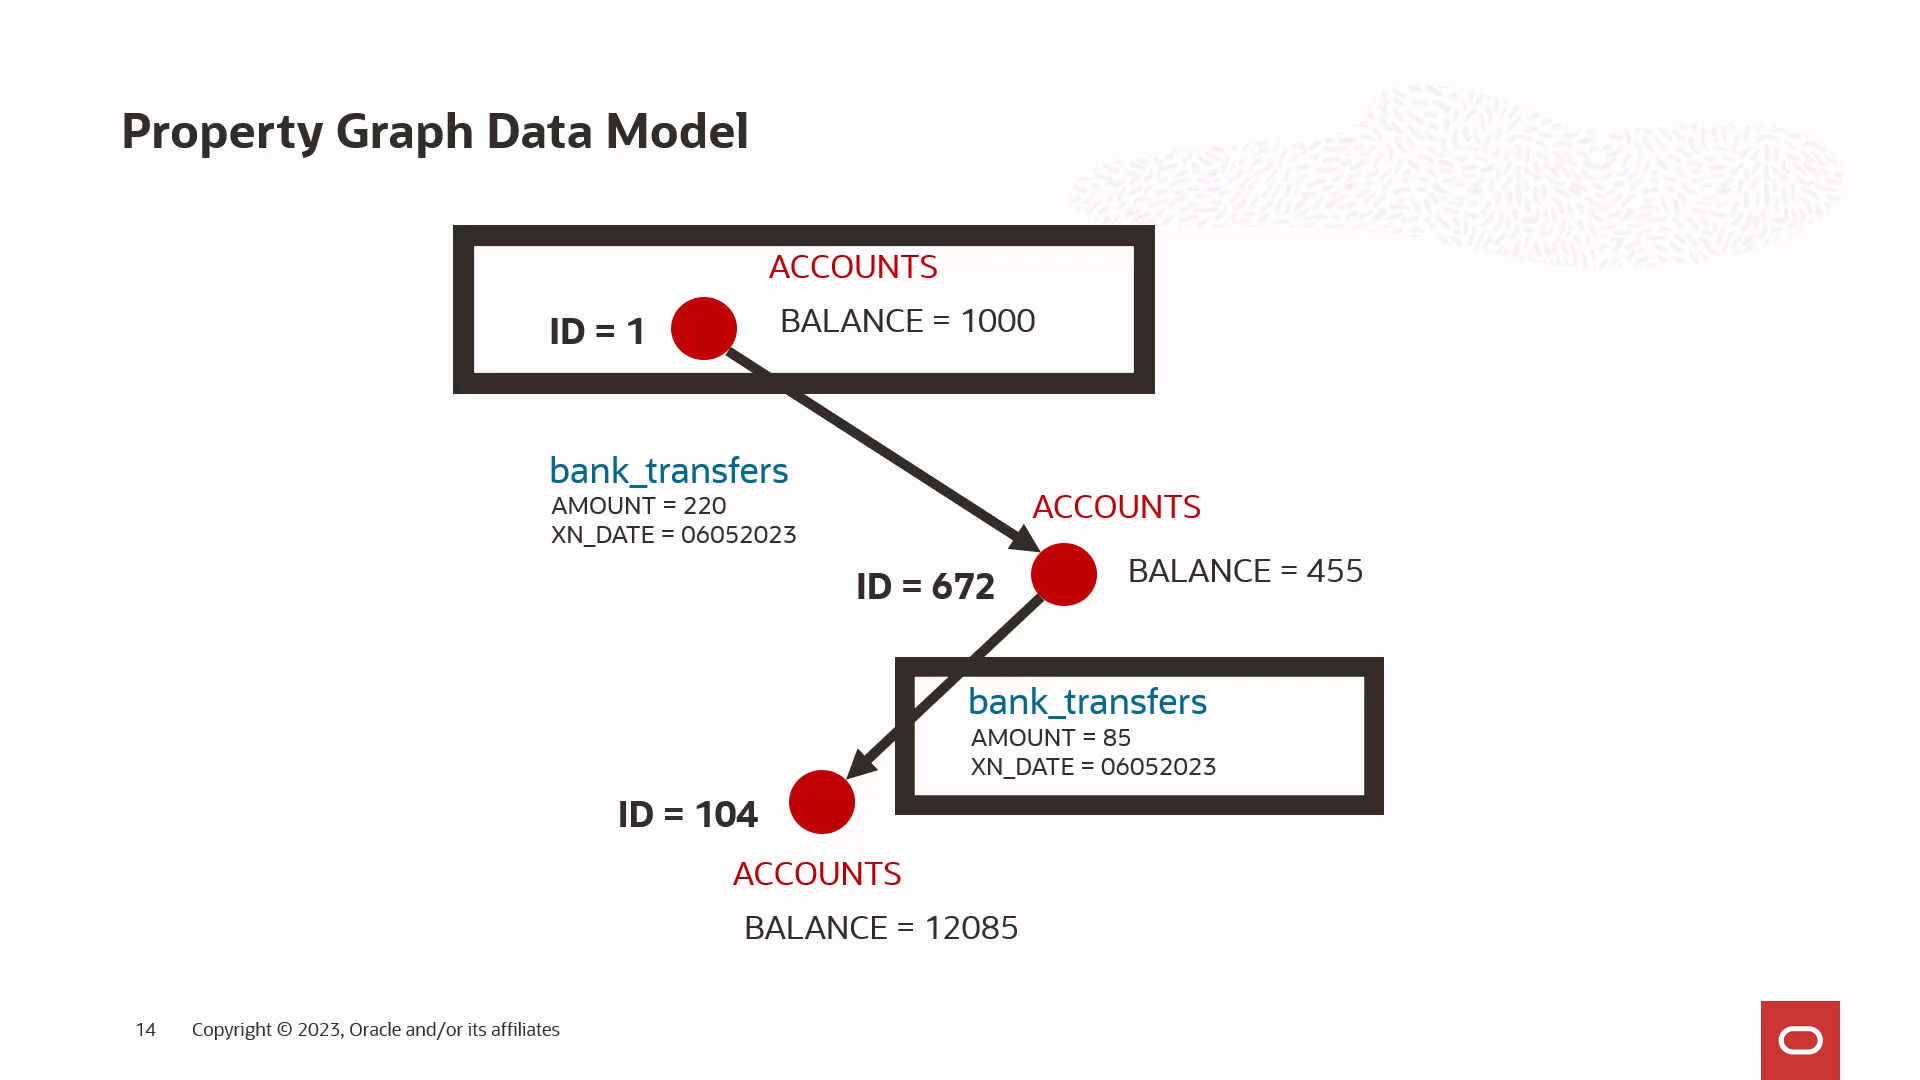 Property Graph Data Model
ACCOUNTS
ID = 1
BALANCE = 1000
bank_transfers
AMOUNT = 220
XN_DATE = 06052023
ACCOUNTS
ID = 672
BALANCE = 455
bank_transfers
AMOUNT = 85
XN_DATE = 06052023
ID = 104
ACCOUNTS
BALANCE = 12085
14
Copyright © 2023, Oracle and/or its affiliates